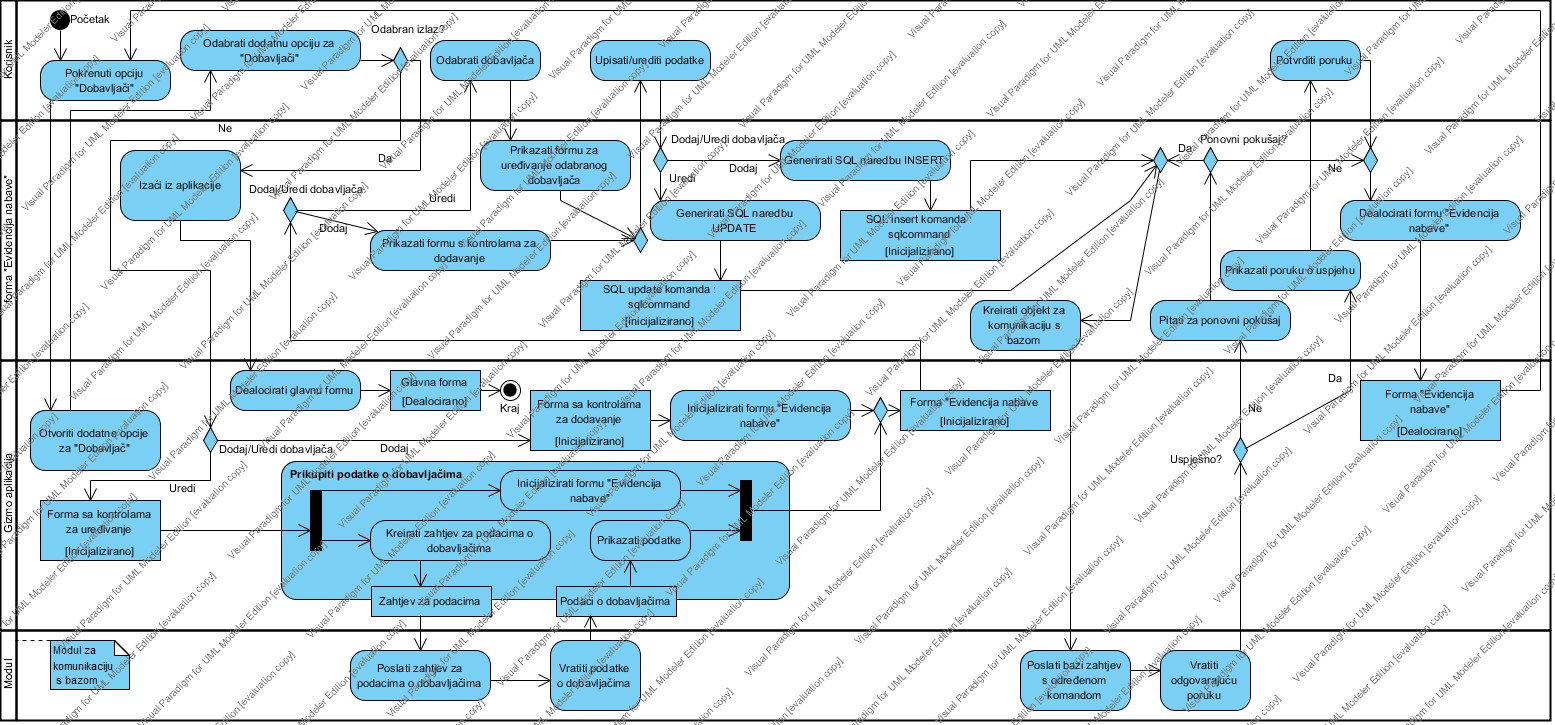 Korisnik
Početak
Pokrenuti opciju
"Dobavljači"
Odabrati dodatnu opciju za
"Dobavljači"
Odabran izlaz?
Odabrati dobavljača
Upisati/urediti podatke
Potvrditi poruku
forma "Evidencija nabave"
Ne
Da
Izaći iz aplikacije
Dodaj/Uredi dobavljača
Uredi
Dodaj
Prikazati formu za
uređivanje odabranog
dobavljača
Prikazati formu s kontrolama za
dodavanje
Dodaj/Uredi dobavljača
Dodaj
Uredi
Generirati SQL naredbu INSERT
Generirati SQL naredbu
UPDATE
SQL insert komanda :
sqlcommand
[Inicijalizirano]
SQL update komanda :
sqlcommand
[Inicijalizirano]
Ponovni pokušaj?
Da
Ne
Dealocirati formu "Evidencija
nabave"
Prikazati poruku o uspjehu
Kreirati objekt za
komunikaciju s
bazom
Pitati za ponovni pokušaj
Gizmo aplikacija
Dealocirati glavnu formu
Glavna forma
[Dealocirano]
Kraj
Otvoriti dodatne opcije
za "Dobavljač"
Dodaj/Uredi dobavljača
Dodaj
Uredi
Forma sa kontrolama
za dodavanje
[Inicijalizirano]
Inicijalizirati formu "Evidencija
nabave"
Forma "Evidencija nabave
[Inicijalizirano]
Da
Ne
Uspješno?
Forma "Evidencija
nabave"
[Dealocirano]
Forma sa kontrolama
za uređivanje
[Inicijalizirano]
Prikupiti podatke o dobavljačima
Inicijalizirati formu "Evidencija
nabave"
Kreirati zahtjev za podacima o
dobavljačima
Prikazati podatke
Zahtjev za podacima
Podaci o dobavljačima
Modul
Modul za
komunikaciju
s bazom
Poslati zahtjev za
podacima o dobavljačima
Vratiti podatke
o dobavljačima
Poslati bazi zahtjev
s određenom
komandom
Vratiti
odgovarajuću
poruku
Visual Paradigm for UML Modeler Edition [evaluation copy]